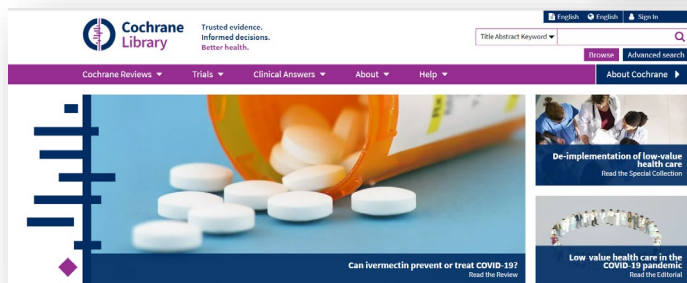 English English Sign In
Cochrane
Library
Trusted evidence.
Informed decisions.
Better health.
Title Abstract Keyword
Browse Advanced search
Cochrane Reviews Trials Clinical Answers About Help About Cochrane
Can ivermectin prevent or treat COVID-19?
Read the Review
De-implementation of low-value
health care
Read the Special Collection
Low-value health care in the
COVID-19 pandemic
Read the Editorial